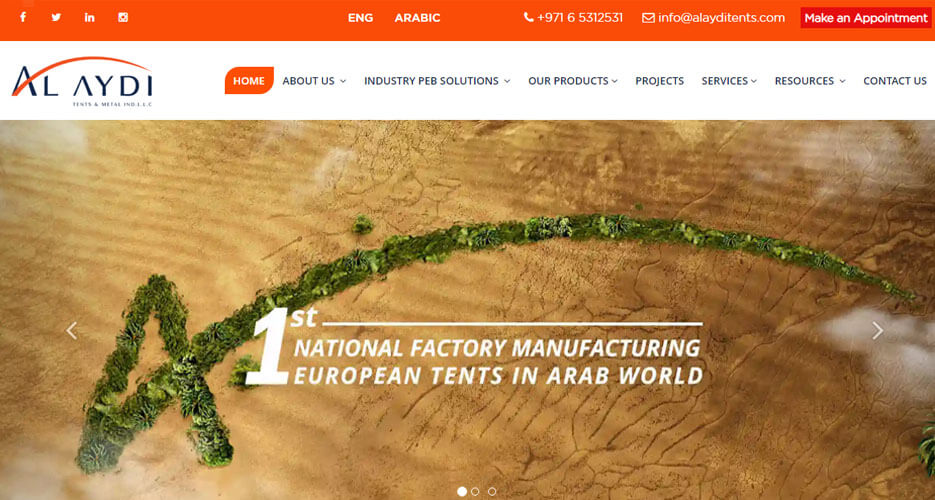 ENG ARABIC +971 6 5312531 info@alayditents.com Make an Appointment
AL AYDI
TENTS & METAL IND.L.L.C
HOME ABOUT US INDUSTRY PEB SOLUTIONS OUR PRODUCTS PROJECTS SERVICES RESOURCES CONTACT US
1st
NATIONAL FACTORY MANUFACTURING
EUROPEAN TENTS IN ARAB WORLD